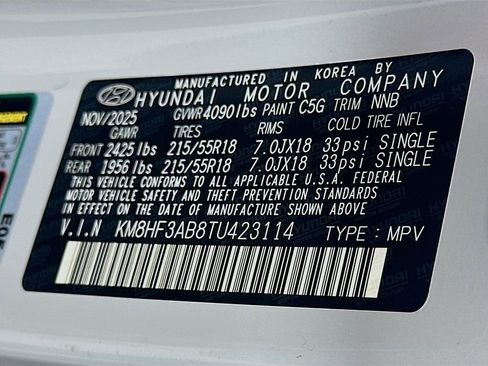 MANUFACTURED IN KOREA BY
HYUNDAI MOTOR COMPANY
NOV/2025 GVWR 4090 lbs PAINT C5G TRIM NNB
GAWR TIRES RIMS COLD TIRE INFL
FRONT 2425 lbs 215/55R18 7.0JX18 33psi SINGLE
REAR 1956 lbs 215/55R18 7.0JX18 33psi SINGLE
THIS VEHICLE CONFORMS TO ALL APPLICABLE U.S.A. FEDERAL
MOTOR VEHICLE SAFETY AND THEFT PREVENTION STANDARDS
IN EFFECT ON THE DATE OF MANUFACTURE SHOWN ABOVE.
V.I.N KM8HF3AB8TU423114 TYPE : MPV